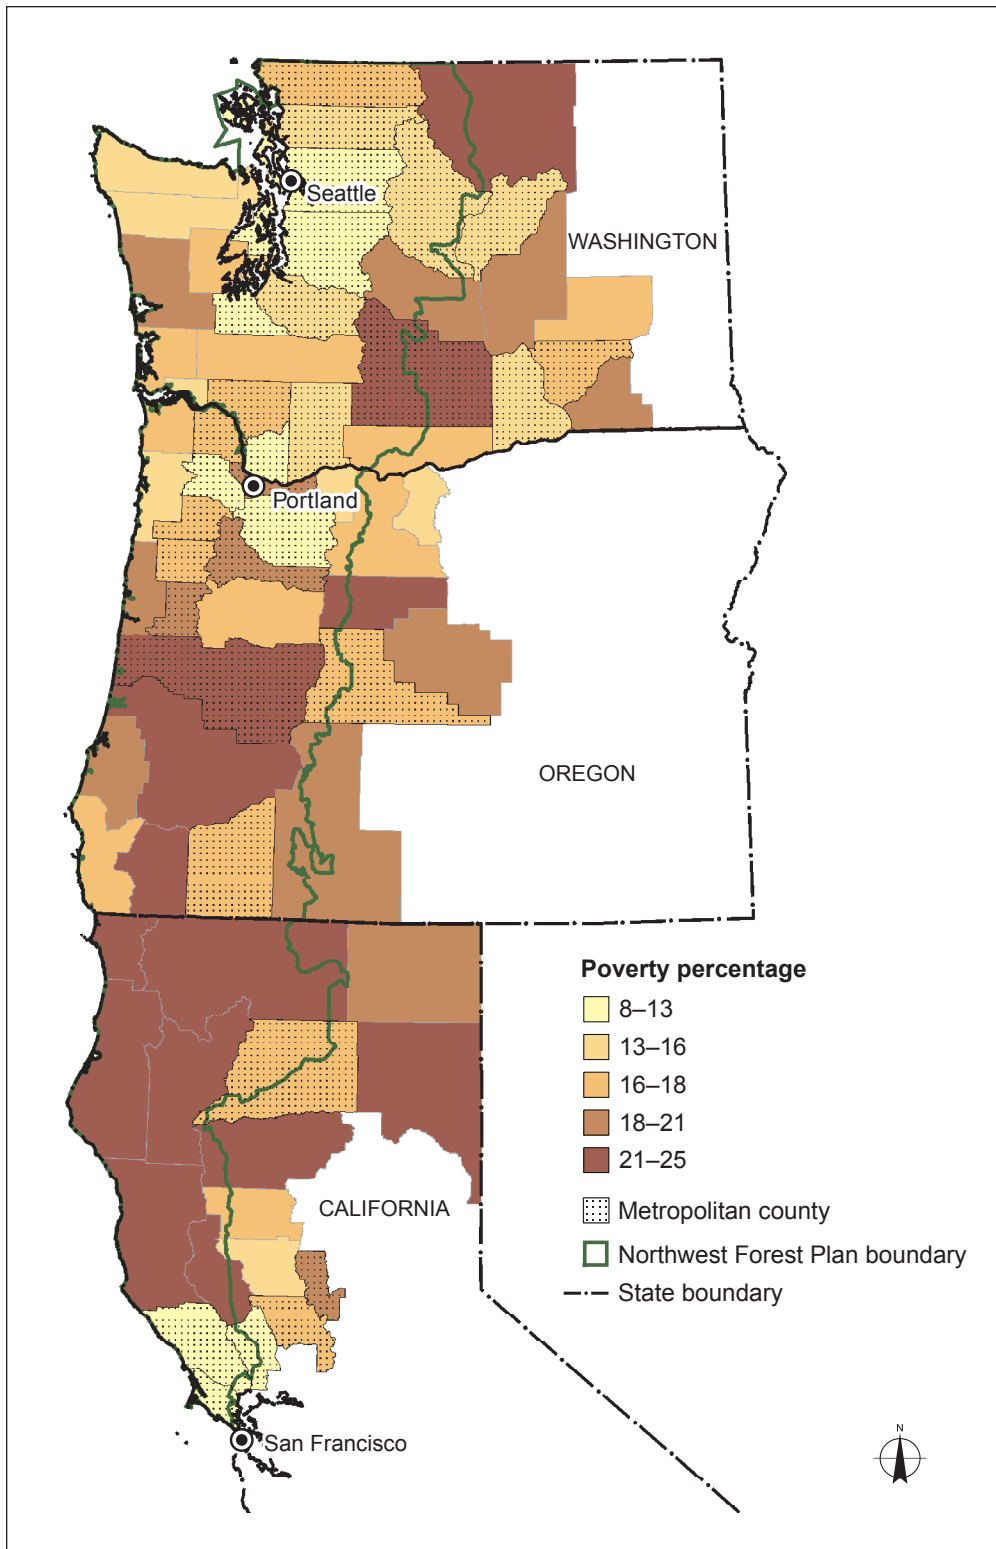 Seattle
WASHINGTON
Portland
OREGON
Poverty percentage
8–13
13–16
16–18
18–21
21–25
Metropolitan county
Northwest Forest Plan boundary
State boundary
CALIFORNIA
San Francisco
N